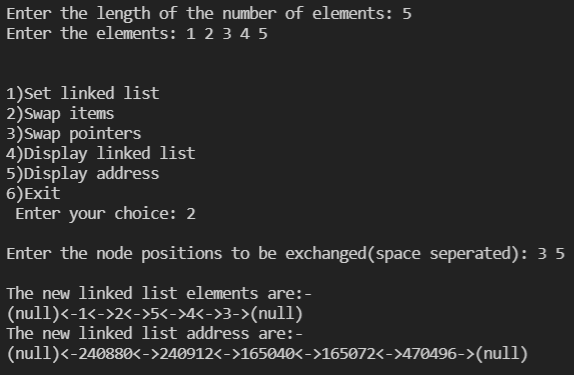 Enter the length of the number of elements: 5
Enter the elements: 1 2 3 4 5
1)Set linked list
2)Swap items
3)Swap pointers
4)Display linked list
5)Display address
6)Exit
Enter your choice: 2
Enter the node positions to be exchanged(space seperated): 3 5
The new linked list elements are:-
(null)<-1<->2<->5<->4<->3->(null)
The new linked list address are:-
(null)<-240880<->240912<->165040<->165072<->470496->(null)